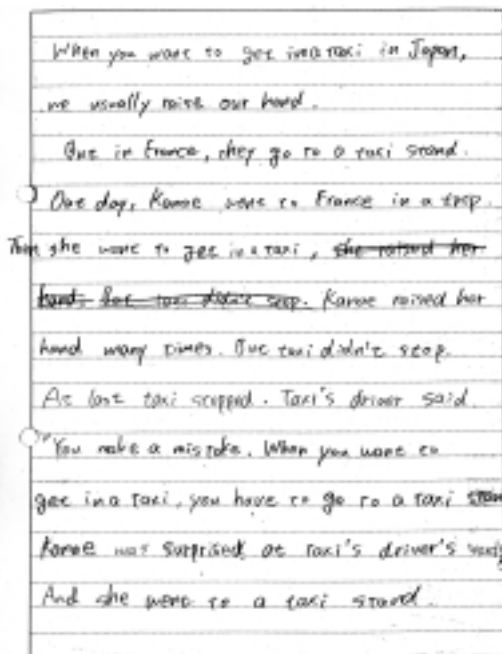 When you want to get in a taxi in Japan,
we usually raise our hand.
But in France, they go to a taxi stand.
One day, Kanae went to France in a trip.
Then she want to get in a taxi, she raised her
hand. But taxi didn't stop. Kanae raised her
hand many times. But taxi didn't stop.
At last taxi stopped. Taxi's driver said.
"You make a mistake. When you want to
get in a taxi, you have to go to a taxi
Kanae was surprised at taxi's driver's
And she went to a taxi stand.